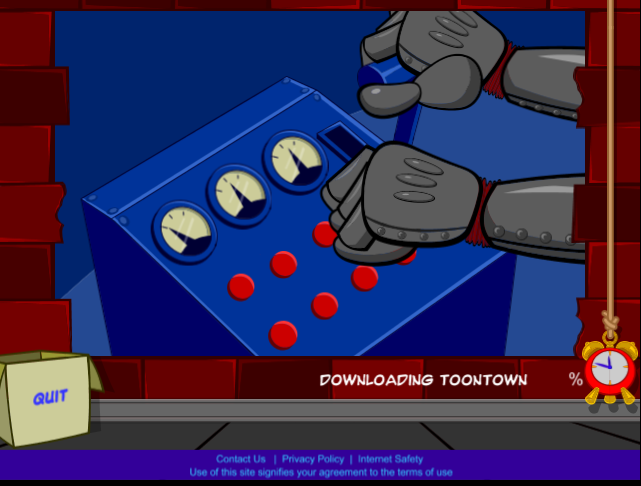 DOWNLOADING TOONTOWN %
QUIT
Contact Us | Privacy Policy | Internet Safety
Use of this site signifies your agreement to the terms of use